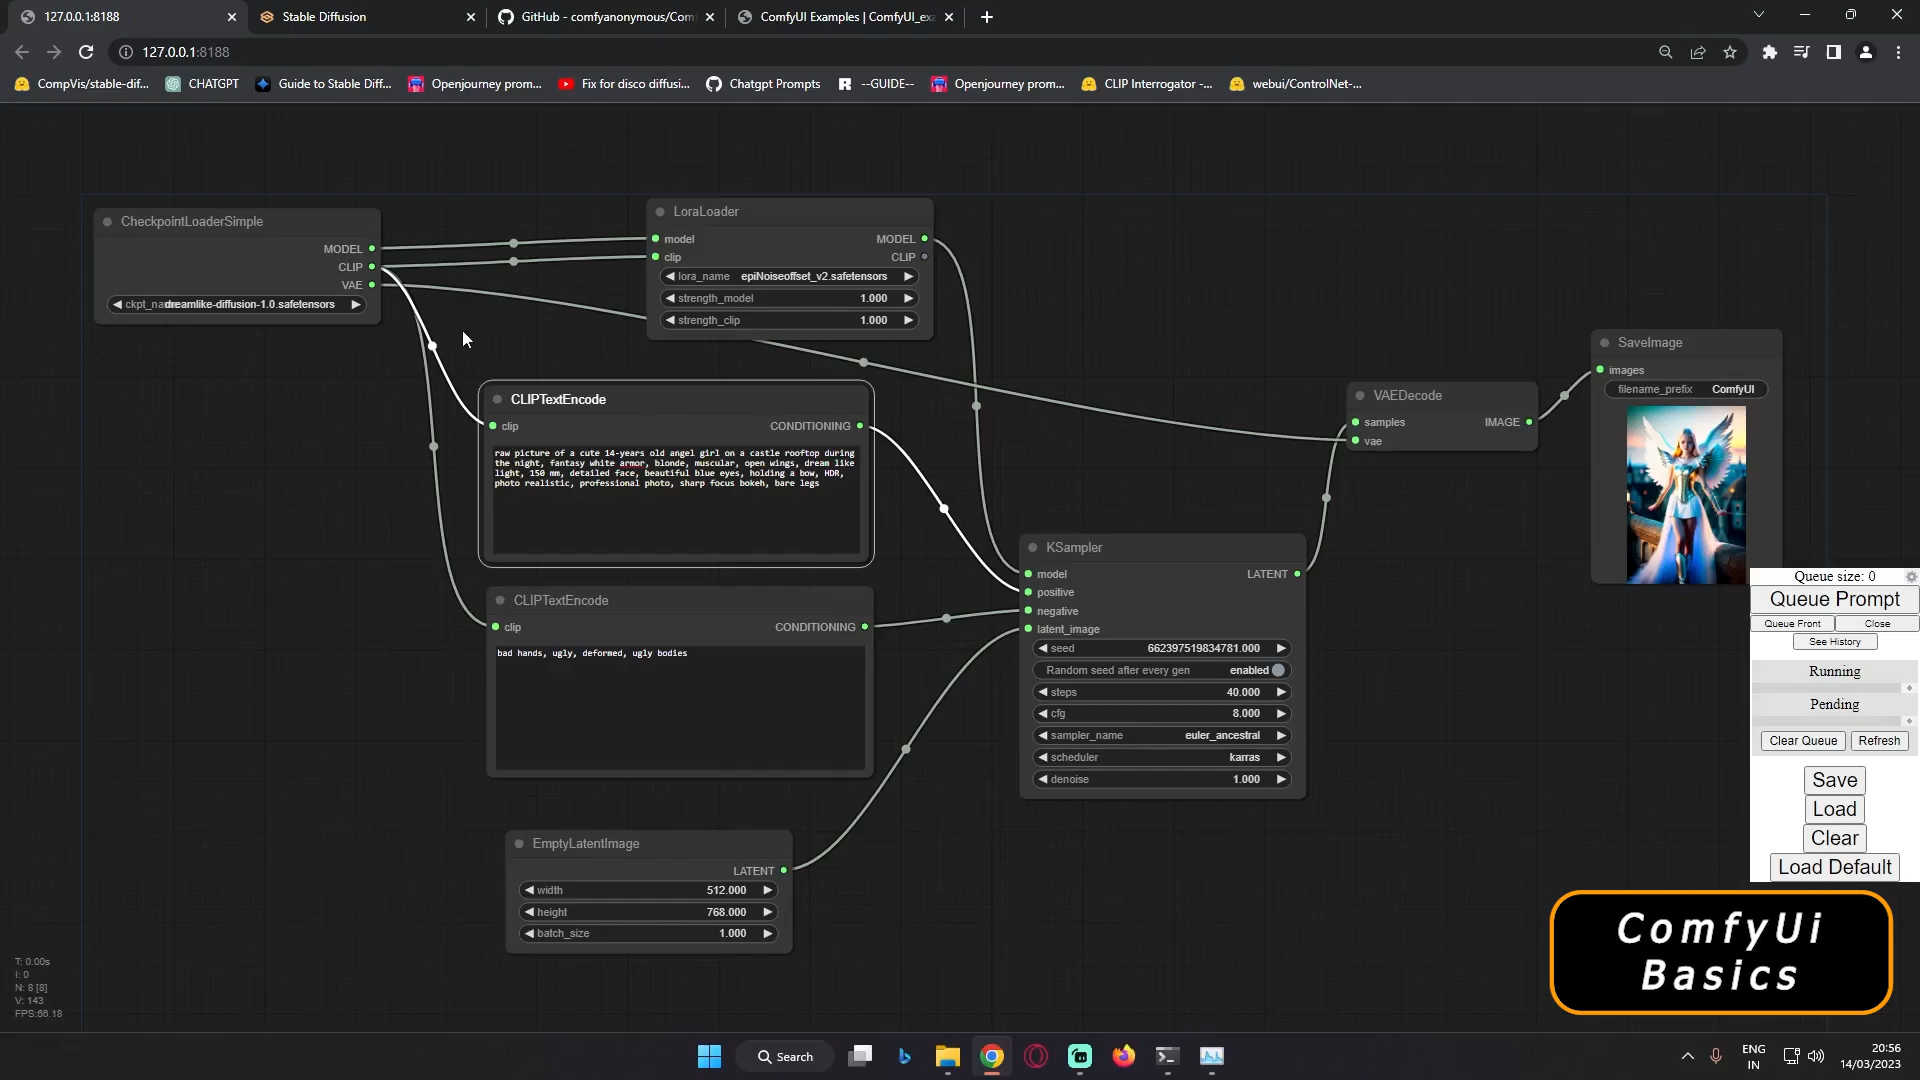 127.0.0.1:8188
Stable Diffusion
GitHub - comfyanonymous/Com
ComfyUI Examples | ComfyUI_exa
127.0.0.1:8188
CompVis/stable-dif...
CHATGPT
Guide to Stable Diff...
Openjourney prom...
Fix for disco diffusi...
Chatgpt Prompts
--GUIDE--
Openjourney prom...
CLIP Interrogator -...
webui/ControlNet-...
CheckpointLoaderSimple
MODEL
CLIP
VAE
ckpt_na dreamlike-diffusion-1.0.safetensors
LoraLoader
model MODEL
clip CLIP
lora_name epiNoiseoffset_v2.safetensors
strength_model 1.000
strength_clip 1.000
CLIPTextEncode
clip CONDITIONING
raw picture of a cute 14-years old angel girl on a castle rooftop during
the night, fantasy white armor, blonde, muscular, open wings, dream like
light, 150 mm, detailed face, beautiful blue eyes, holding a bow, HDR,
photo realistic, professional photo, sharp focus bokeh, bare legs
CLIPTextEncode
clip CONDITIONING
bad hands, ugly, deformed, ugly bodies
EmptyLatentImage
LATENT
width 512.000
height 768.000
batch_size 1.000
KSampler
model LATENT
positive
negative
latent_image
seed 662397519834781.000
Random seed after every gen enabled
steps 40.000
cfg 8.000
sampler_name euler_ancestral
scheduler karras
denoise 1.000
VAEDecode
samples IMAGE
vae
SaveImage
images
filename_prefix ComfyUI
Queue size: 0
Queue Prompt
Queue Front Close
See History
Running
Pending
Clear Queue Refresh
Save
Load
Clear
Load Default
ComfyUi
Basics
T: 0.00s
I: 0
N: 8 [8]
V: 143
FPS:66.18
Search
ENG
IN
20:56
14/03/2023